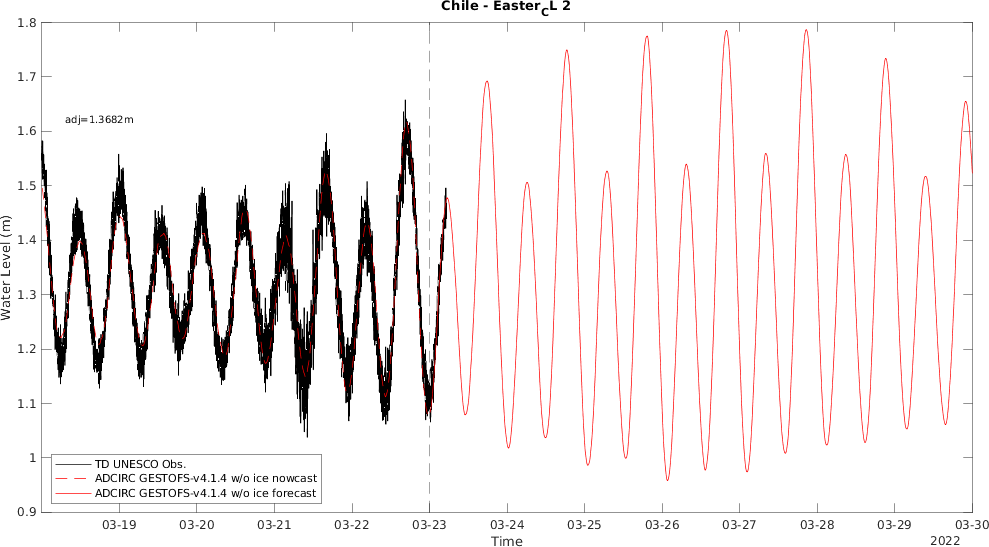 Chile - Easter_CL 2
1.8
1.7
1.6
1.5
1.4
1.3
1.2
1.1
1
0.9
Water Level (m)
adj=1.3682m
TD UNESCO Obs.
ADCIRC GESTOFS-v4.1.4 w/o ice nowcast
ADCIRC GESTOFS-v4.1.4 w/o ice forecast
03-19 03-20 03-21 03-22 03-23 03-24 03-25 03-26 03-27 03-28 03-29 03-30
Time
2022